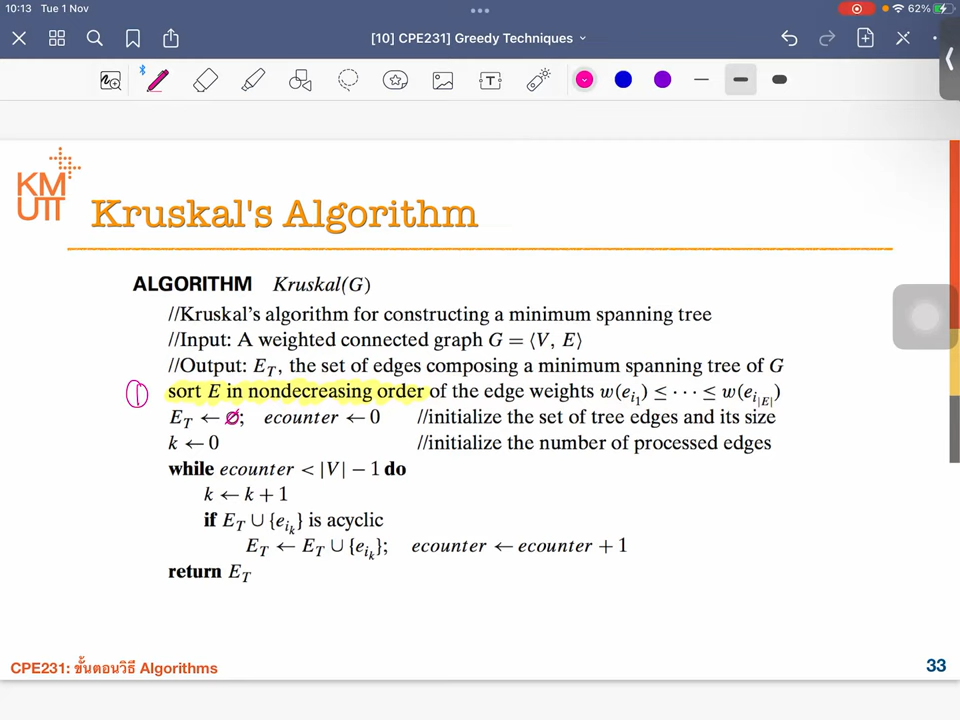 10:13 Tue 1 Nov
62%
[10] CPE231] Greedy Techniques
T
KM
UTT
Kruskal's Algorithm
ALGORITHM Kruskal(G)
//Kruskal's algorithm for constructing a minimum spanning tree
//Input: A weighted connected graph G = ⟨V, E⟩
//Output: E_T, the set of edges composing a minimum spanning tree of G
① sort E in nondecreasing order of the edge weights w(e_{i_1}) ≤ · · · ≤ w(e_{i_{|E|}})
E_T ← ∅; ecounter ← 0 //initialize the set of tree edges and its size
k ← 0 //initialize the number of processed edges
while ecounter < |V| − 1 do
k ← k + 1
if E_T ∪ {e_{i_k}} is acyclic
E_T ← E_T ∪ {e_{i_k}}; ecounter ← ecounter + 1
return E_T
CPE231: ขั้นตอนวิธี Algorithms
33